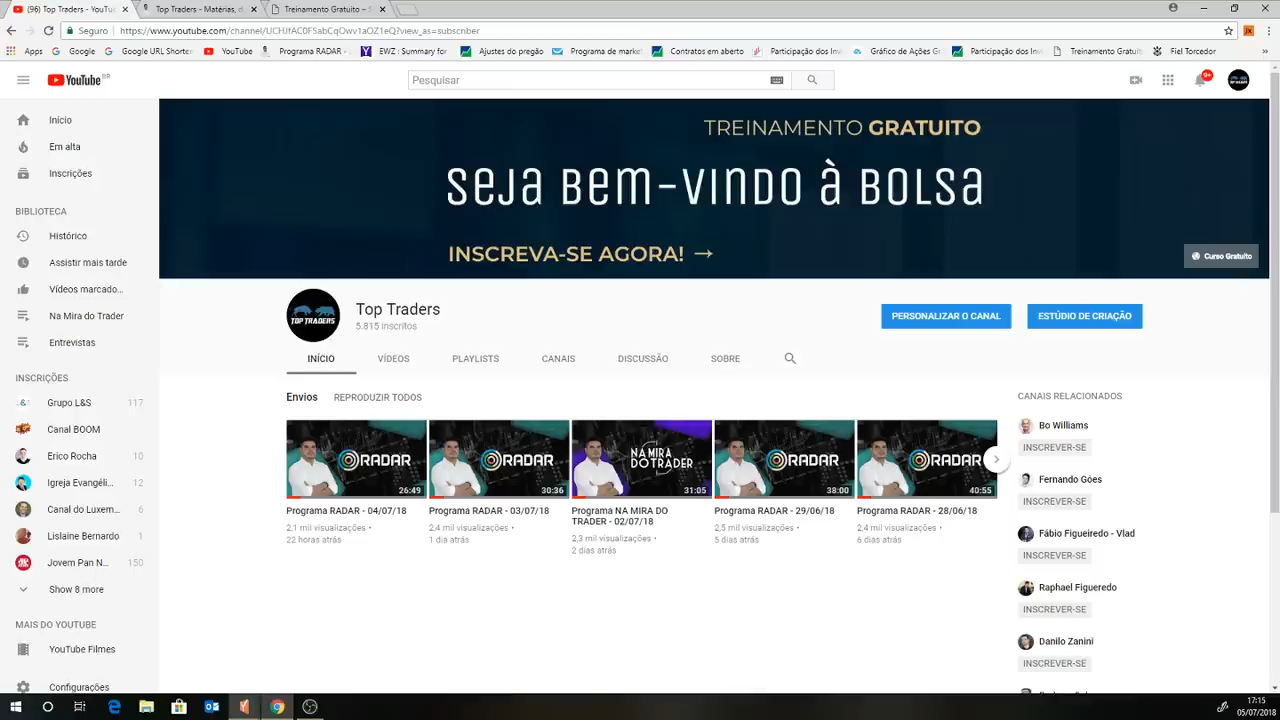 (96) Top Traders - YouTu
Top Traders - Matérias, d
Treinamento Gratuito – S
Seguro
https://www.youtube.com/channel/UCHJfAC0F5abCqOwv1aOZ1eQ?view_as=subscriber
Apps
Google
Google URL Shorte
YouTube
Programa RADAR -
EWZ : Summary for
Ajustes do pregão
Programa de marke
Contratos em aberto
Participação dos Inv
Gráfico de Ações Gr
Participação dos Inv
Treinamento Gratui
Fiel Torcedor
YouTube BR
Pesquisar
9+
Início
Em alta
Inscrições
BIBLIOTECA
Histórico
Assistir mais tarde
Vídeos marcado...
Na Mira do Trader
Entrevistas
INSCRIÇÕES
Grupo L&S 117
Canal BOOM
Erico Rocha 10
Igreja Evangéli... 12
Canal do Luxem... 6
Lislaine Bernardo 1
Jovem Pan N... 150
Show 8 more
MAIS DO YOUTUBE
YouTube Filmes
Configurações
TREINAMENTO GRATUITO
SEJA BEM-VINDO À BOLSA
INSCREVA-SE AGORA! →
Curso Gratuito
TOP TRADERS
Top Traders
5.815 inscritos
PERSONALIZAR O CANAL
ESTÚDIO DE CRIAÇÃO
INÍCIO
VÍDEOS
PLAYLISTS
CANAIS
DISCUSSÃO
SOBRE
Envios
REPRODUZIR TODOS
RADAR
26:49
Programa RADAR - 04/07/18
2,1 mil visualizações •
22 horas atrás
RADAR
30:36
Programa RADAR - 03/07/18
2,4 mil visualizações •
1 dia atrás
NA MIRA
DO TRADER
31:05
Programa NA MIRA DO
TRADER - 02/07/18
2,3 mil visualizações •
2 dias atrás
RADAR
38:00
Programa RADAR - 29/06/18
2,5 mil visualizações •
5 dias atrás
RADAR
40:55
Programa RADAR - 28/06/18
2,4 mil visualizações •
6 dias atrás
CANAIS RELACIONADOS
Bo Williams
INSCREVER-SE
Fernando Góes
INSCREVER-SE
Fábio Figueiredo - Vlad
INSCREVER-SE
Raphael Figueredo
INSCREVER-SE
Danilo Zanini
INSCREVER-SE
17:15
05/07/2018